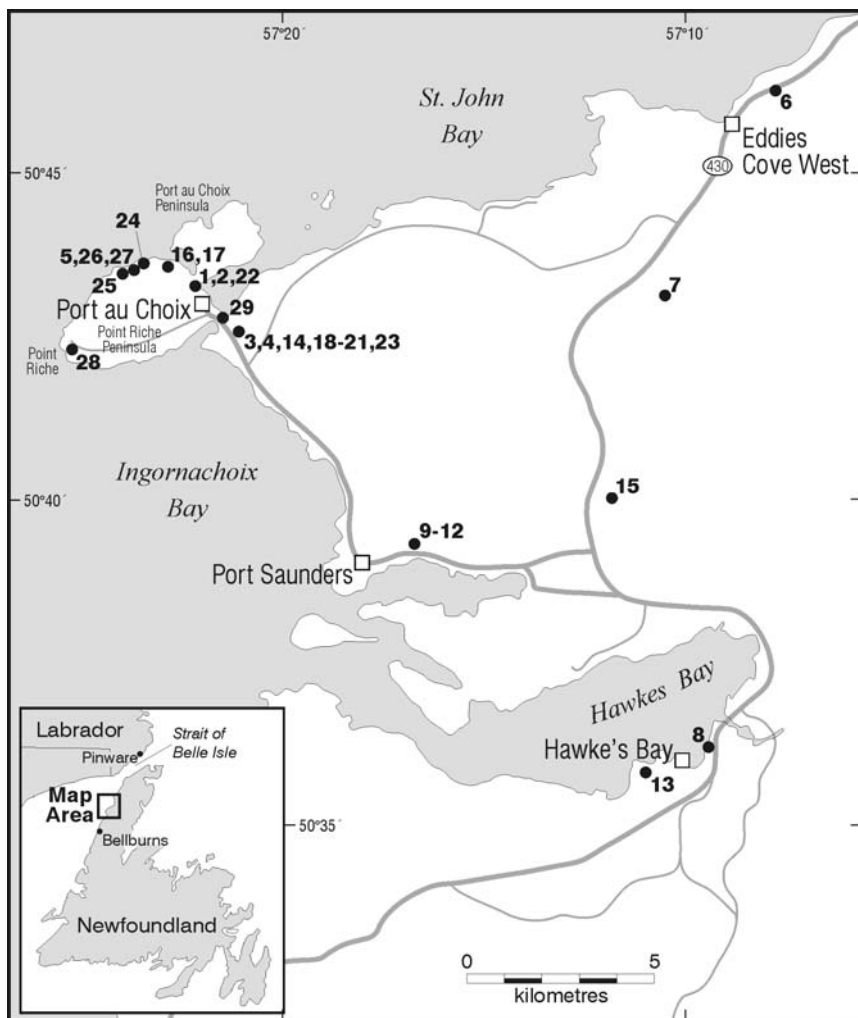 57°20´
57°10´
St. John
Bay
6
Eddies
Cove West
430
50°45´
Port au Choix
Peninsula
24
5,26,27
16,17
25
1,2,22
7
Port au Choix
29
Point Riche
Peninsula
3,4,14,18-21,23
Point
Riche
28
Ingornachoix
Bay
15
50°40´
9-12
Port Saunders
Hawkes Bay
8
Hawke's Bay
13
50°35´
Labrador
Strait of
Belle Isle
Pinware
Map
Area
Bellburns
Newfoundland
0
5
kilometres